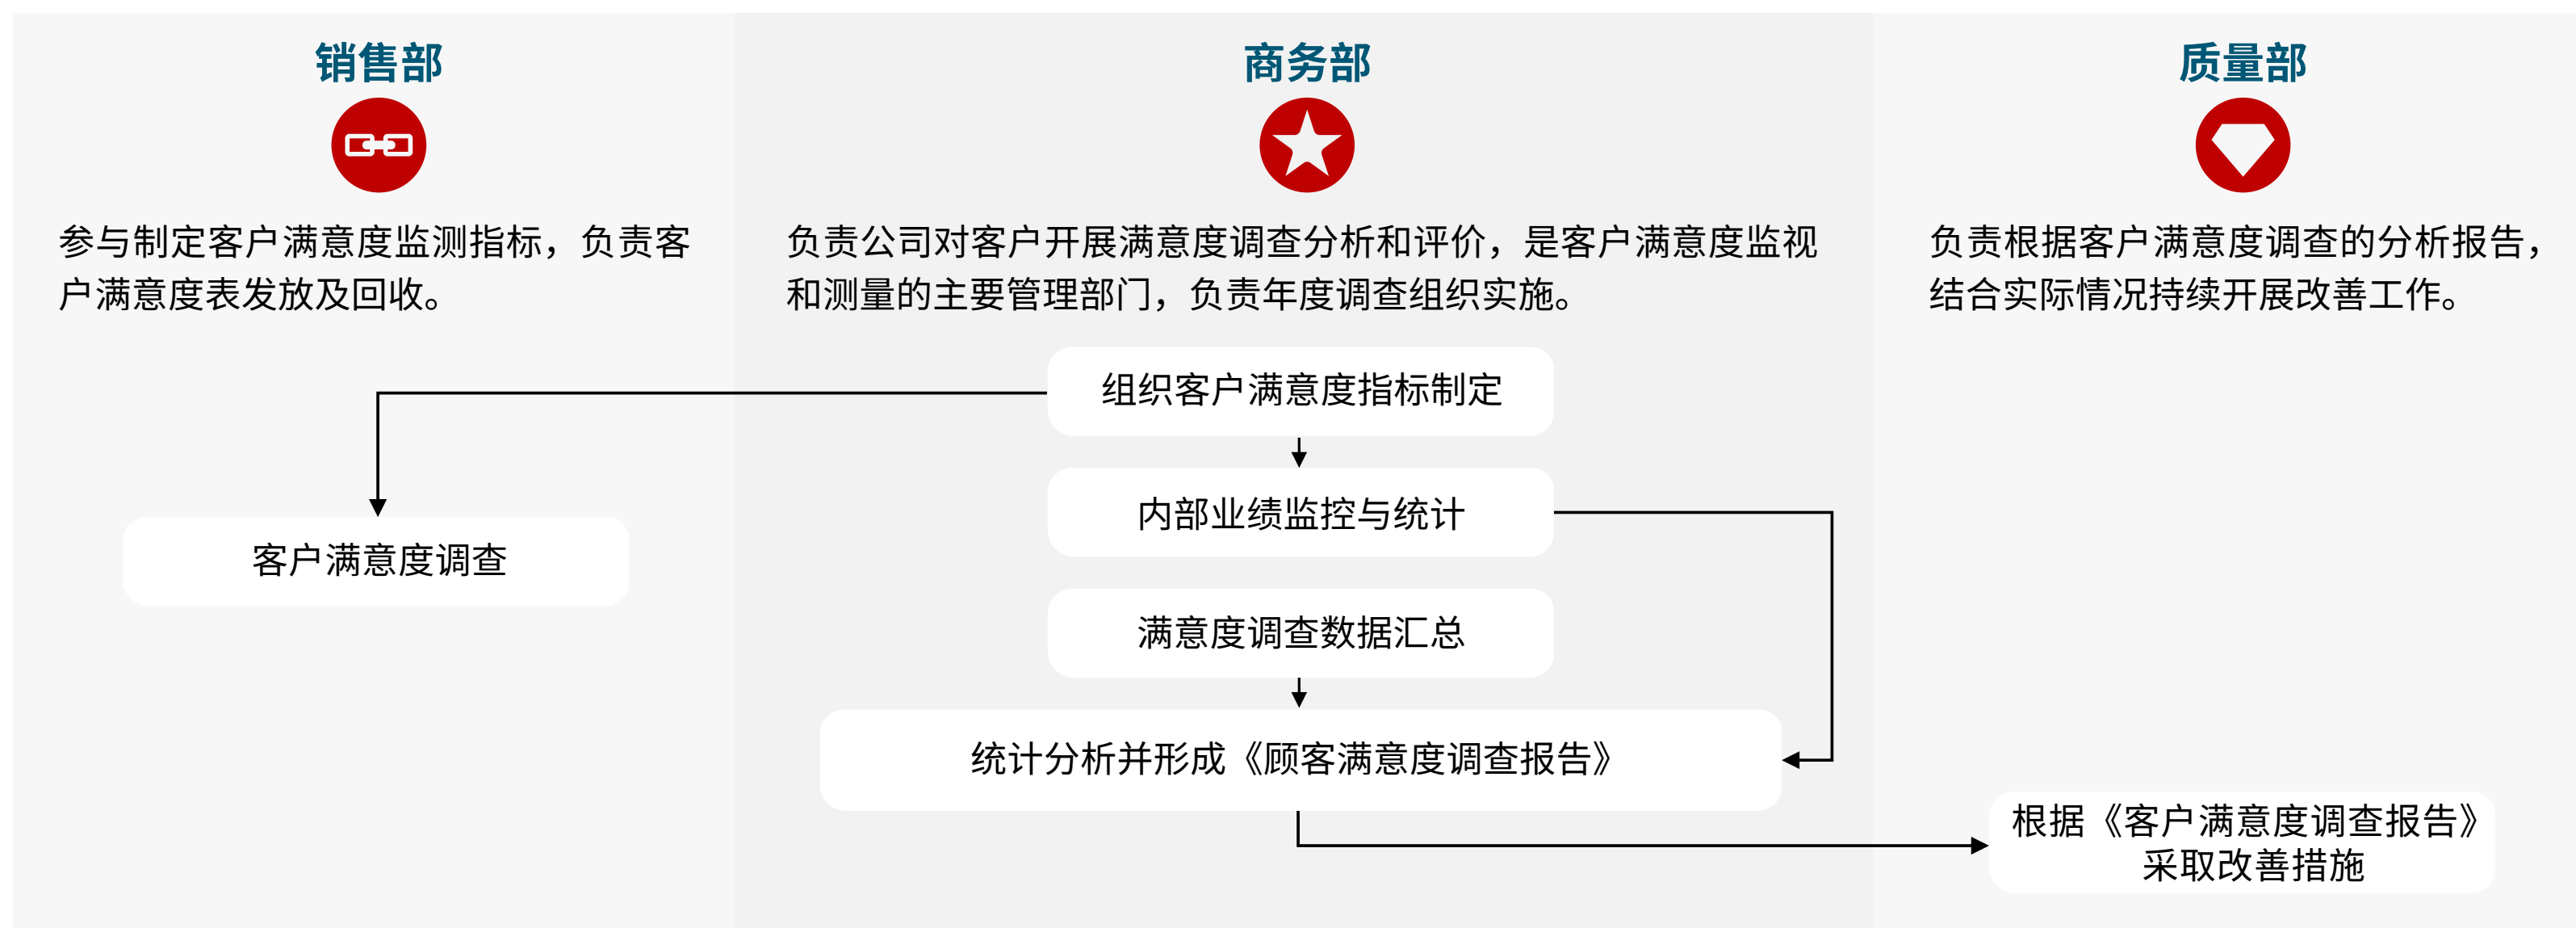 销售部
参与制定客户满意度监测指标，负责客
户满意度表发放及回收。
商务部
负责公司对客户开展满意度调查分析和评价，是客户满意度监视
和测量的主要管理部门，负责年度调查组织实施。
质量部
负责根据客户满意度调查的分析报告，
结合实际情况持续开展改善工作。
组织客户满意度指标制定
内部业绩监控与统计
客户满意度调查
满意度调查数据汇总
统计分析并形成《顾客满意度调查报告》
根据《客户满意度调查报告》
采取改善措施